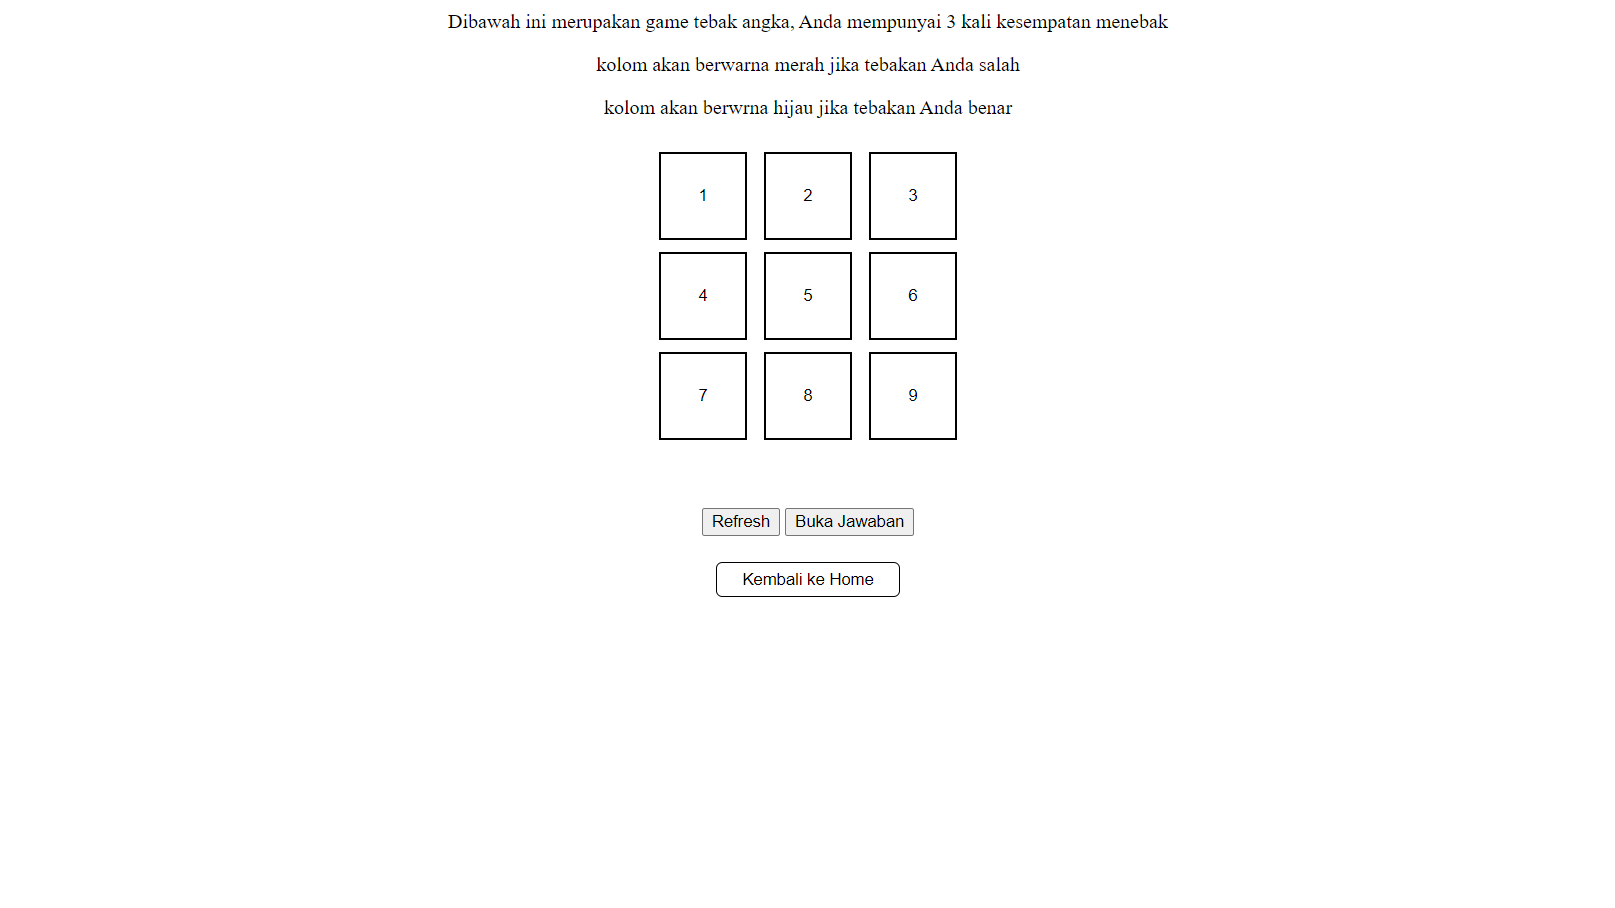 Dibawah ini merupakan game tebak angka, Anda mempunyai 3 kali kesempatan menebak
kolom akan berwarna merah jika tebakan Anda salah
kolom akan berwrna hijau jika tebakan Anda benar
1 2 3
4 5 6
7 8 9
Refresh Buka Jawaban
Kembali ke Home